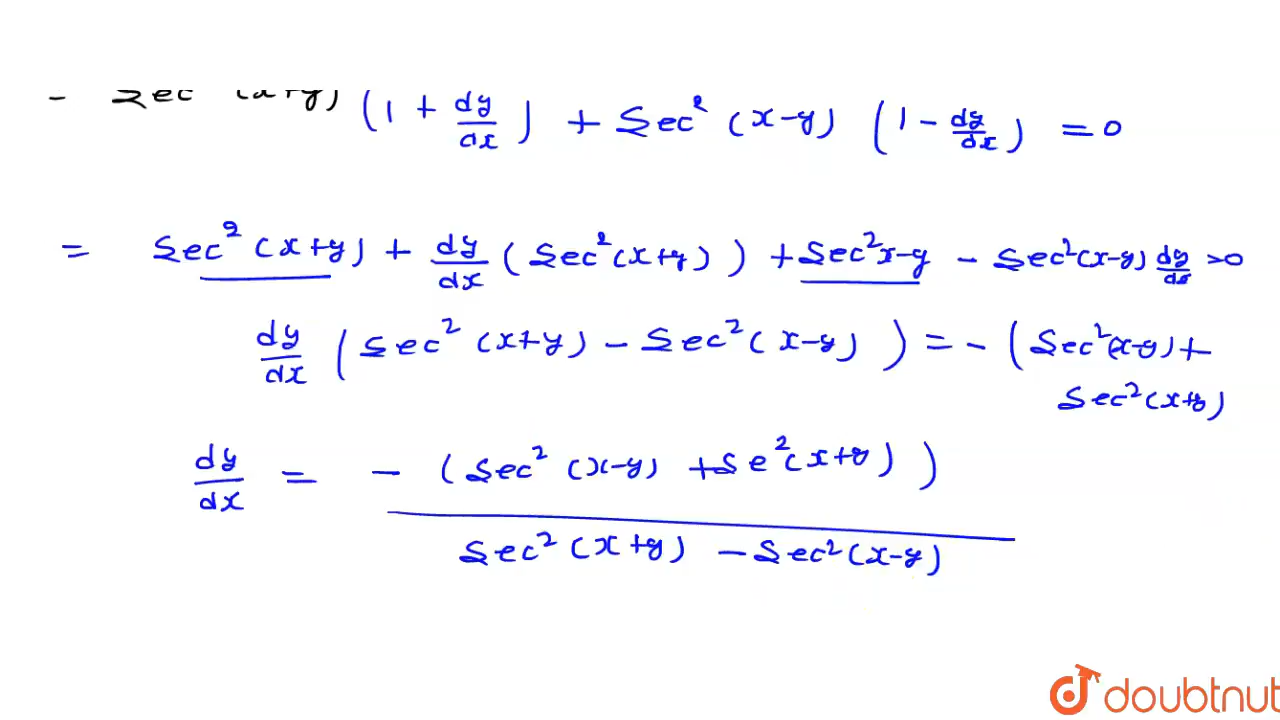 = Sec (x+y) (1 + dy/dx) + Sec² (x-y) (1 - dy/dx) = 0
= Sec² (x+y) + dy/dx (Sec² (x+y)) + Sec² x-y - Sec² (x-y) dy/dx = 0
dy/dx (Sec² (x+y) - Sec² (x-y)) = - (Sec² (x-y) +
Sec² (x+y)
dy/dx = - (Sec² (x-y) + Se² (x+y))
Sec² (x+y) - Sec² (x-y)
doubtnut